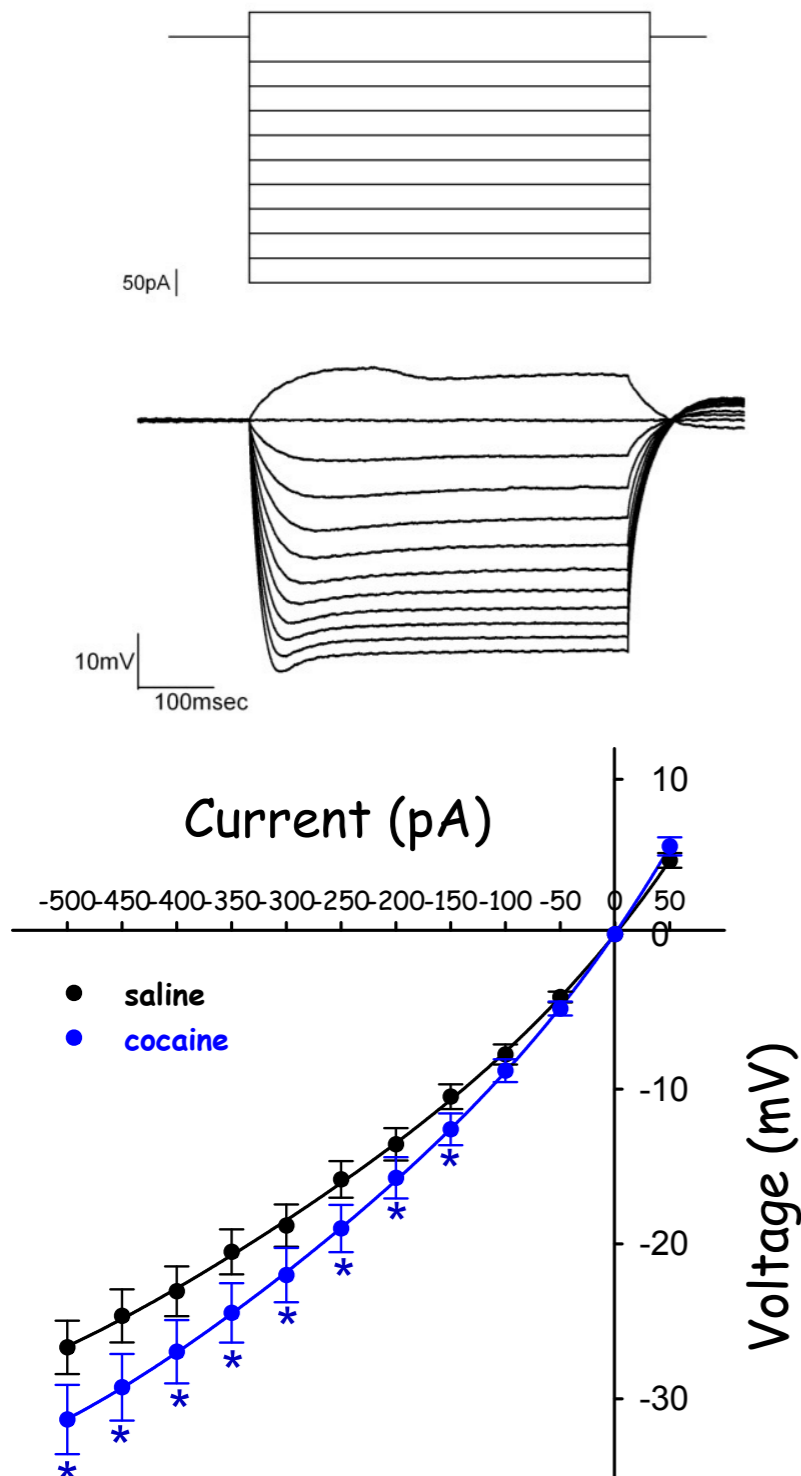 50pA
10mV
100msec
Current (pA)
10
-500-450-400-350-300-250-200-150-100 -50 0 50
0
saline
cocaine
-10
-20
-30
Voltage (mV)
*
*
*
*
*
*
*
*